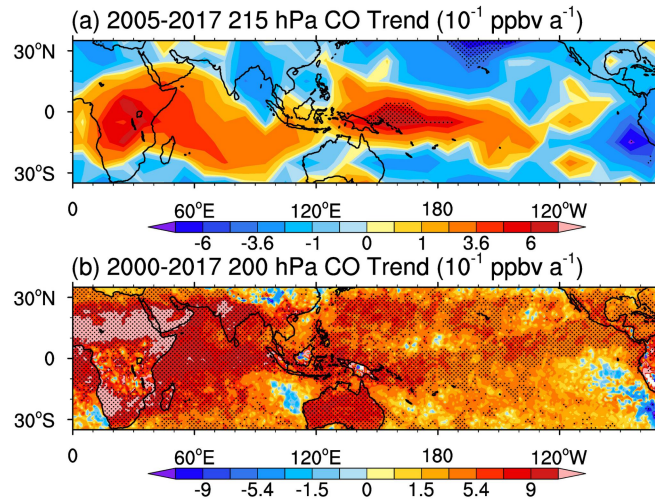 (a) 2005-2017 215 hPa CO Trend (10⁻¹ ppbv a⁻¹)
30°N
0
30°S
0 60°E 120°E 180 120°W
-6 -3.6 -1 0 1 3.6 6
(b) 2000-2017 200 hPa CO Trend (10⁻¹ ppbv a⁻¹)
30°N
0
30°S
0 60°E 120°E 180 120°W
-9 -5.4 -1.5 0 1.5 5.4 9